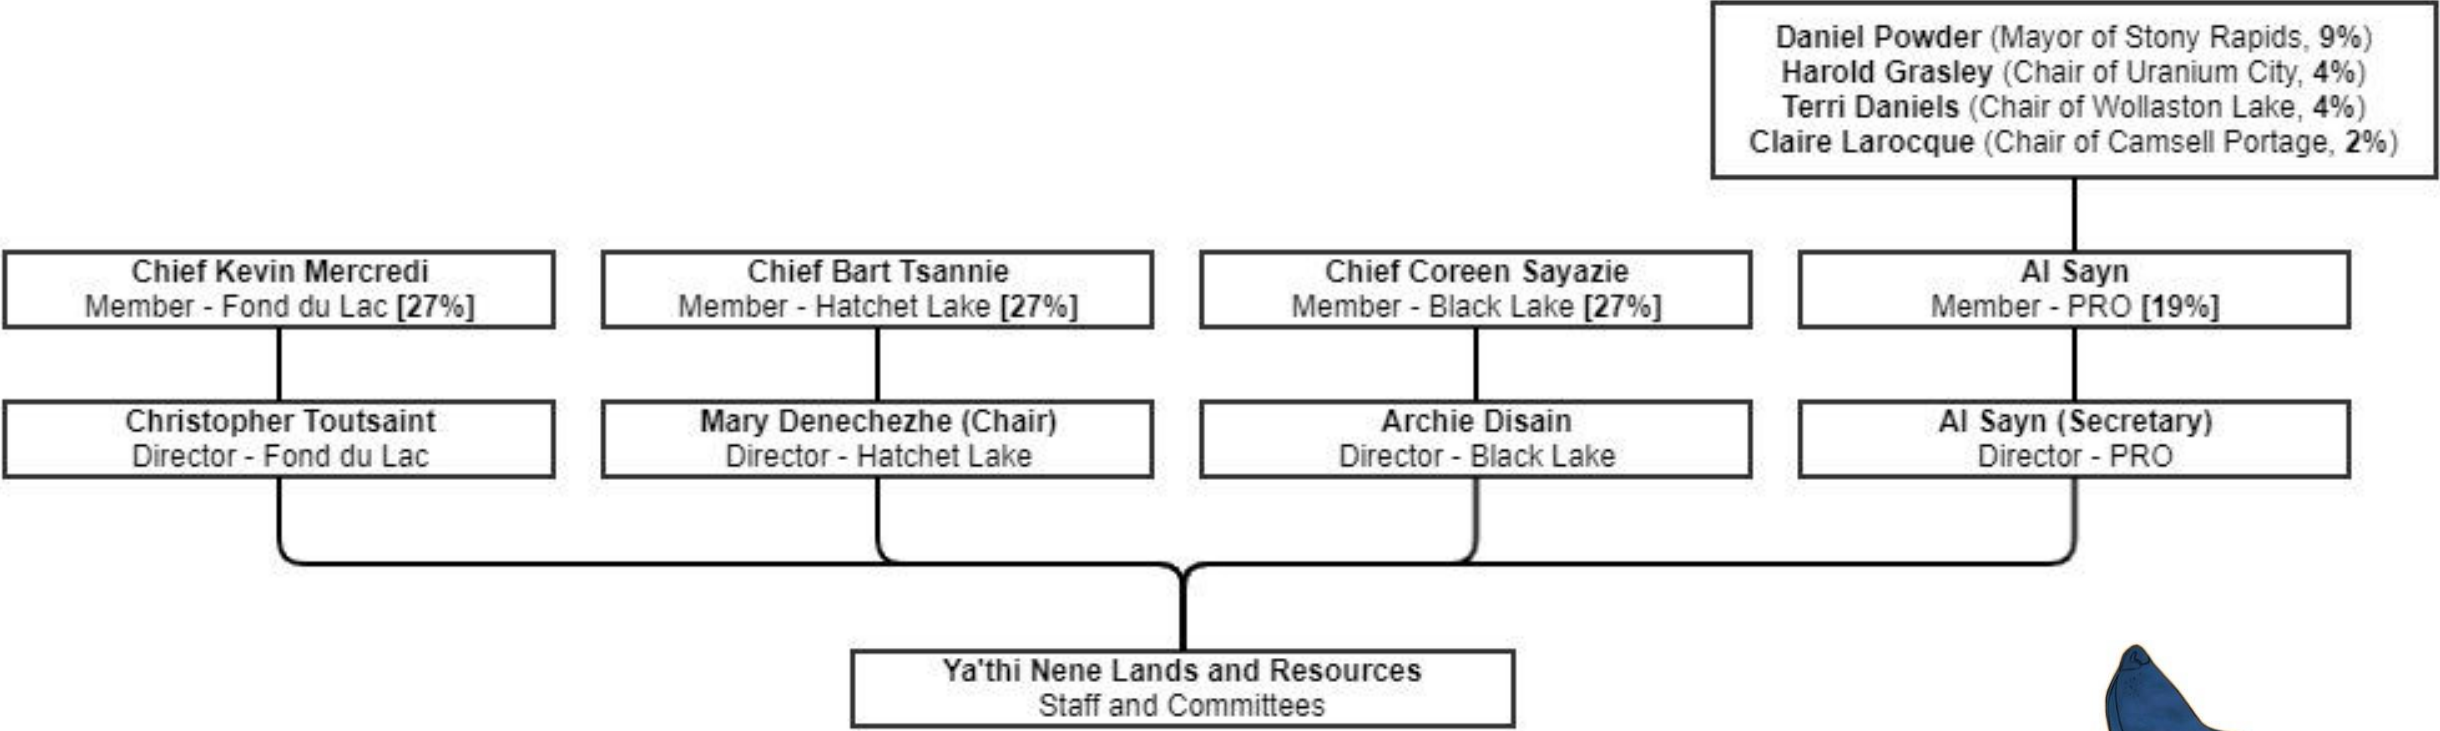 Daniel Powder (Mayor of Stony Rapids, 9%)
Harold Grasley (Chair of Uranium City, 4%)
Terri Daniels (Chair of Wollaston Lake, 4%)
Claire Larocque (Chair of Camsell Portage, 2%)
Chief Kevin Mercredi
Member - Fond du Lac [27%]
Chief Bart Tsannie
Member - Hatchet Lake [27%]
Chief Coreen Sayazie
Member - Black Lake [27%]
Al Sayn
Member - PRO [19%]
Christopher Toutsaint
Director - Fond du Lac
Mary Denechezhe (Chair)
Director - Hatchet Lake
Archie Disain
Director - Black Lake
Al Sayn (Secretary)
Director - PRO
Ya'thi Nene Lands and Resources
Staff and Committees